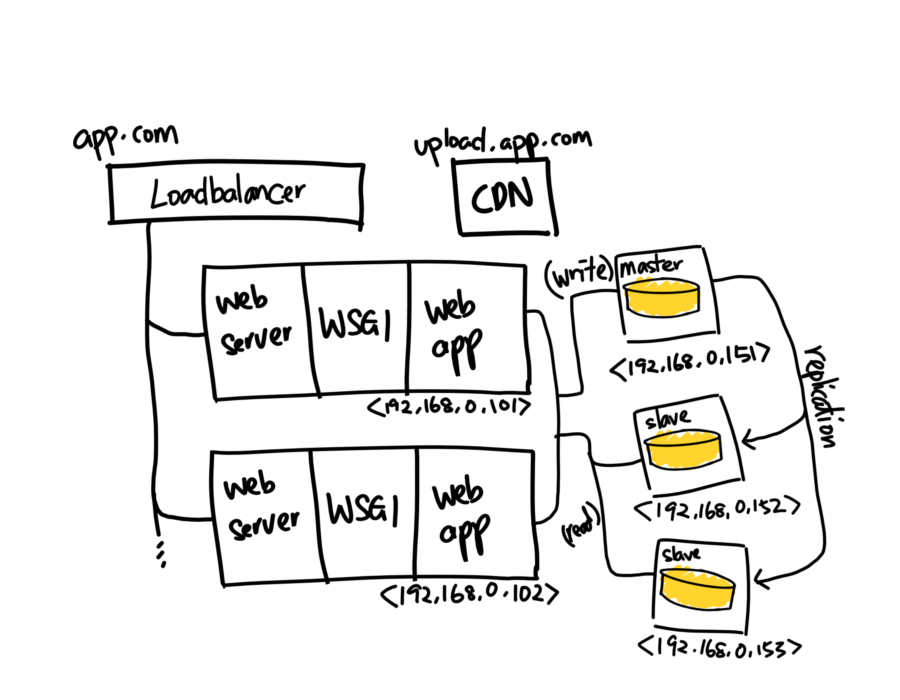 app.com
Loadbalancer
upload.app.com
CDN
web
server
WSGI
web
app
<192.168.0.101>
web
server
WSGI
web
app
<192.168.0.102>
(write)
master
<192.168.0.151>
slave
<192.168.0.152>
(read)
slave
<192.168.0.153>
replication